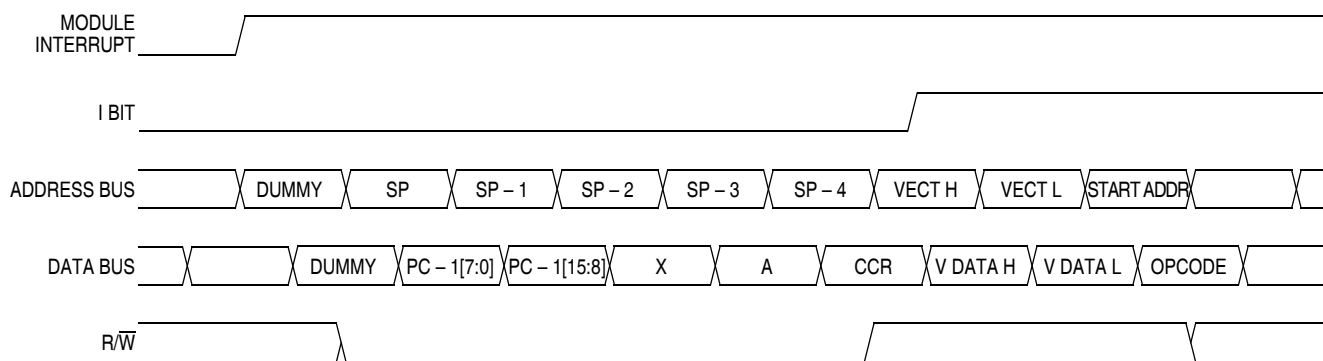 MODULE
INTERRUPT
I BIT
ADDRESS BUS DUMMY SP SP – 1 SP – 2 SP – 3 SP – 4 VECT H VECT L START ADDR
DATA BUS DUMMY PC – 1[7:0] PC – 1[15:8] X A CCR V DATA H V DATA L OPCODE
R/W̅